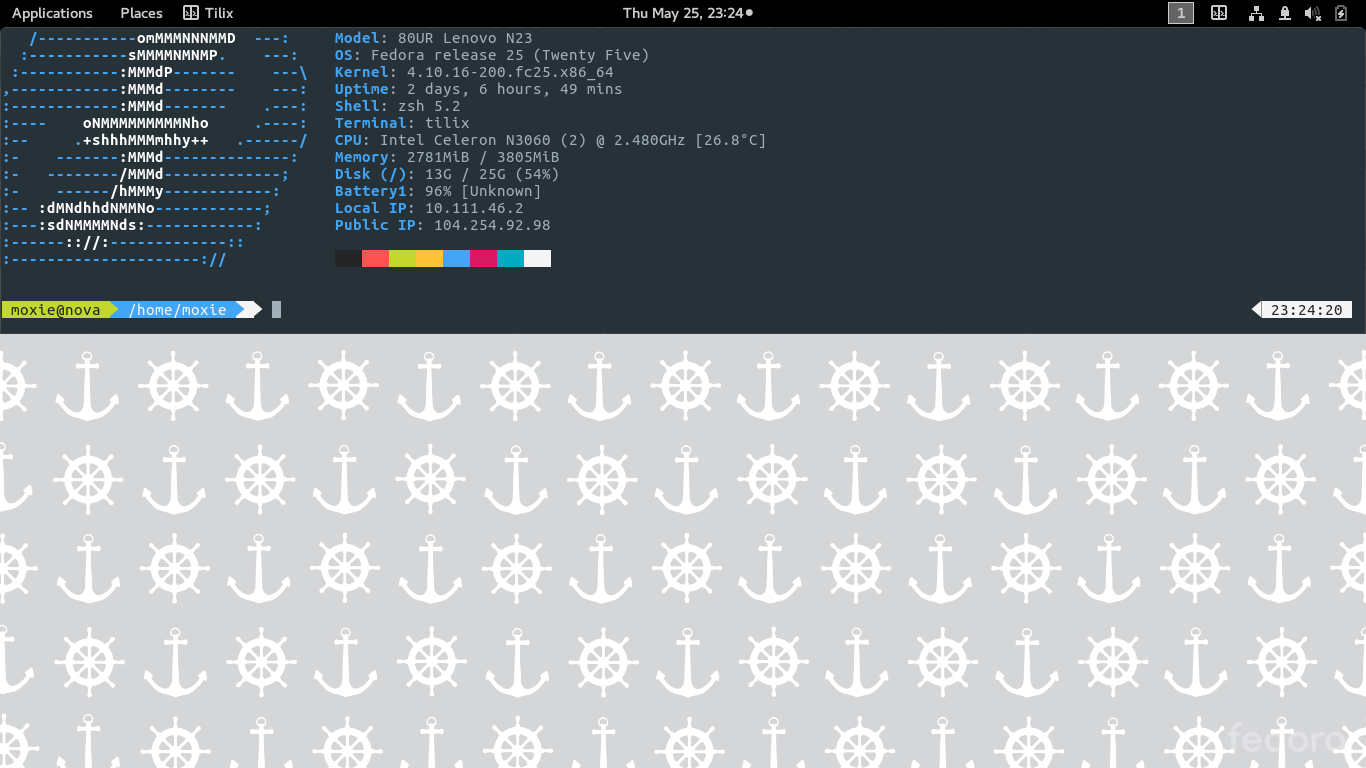 Applications Places Tilix Thu May 25, 23:24 1
/-----------omMMMNNNMMD  ---:     Model: 80UR Lenovo N23
:-----------sMMMMNMNMP.    ---:    OS: Fedora release 25 (Twenty Five)
:-----------:MMMdP-------    ---\   Kernel: 4.10.16-200.fc25.x86_64
,------------:MMMd--------    ---:   Uptime: 2 days, 6 hours, 49 mins
:------------:MMMd-------    .---:   Shell: zsh 5.2
:----    oNMMMMMMMMMNho     .----:   Terminal: tilix
:--     .+shhhMMMmhhy++   .------/   CPU: Intel Celeron N3060 (2) @ 2.480GHz [26.8°C]
:-    -------:MMMd--------------:    Memory: 2781MiB / 3805MiB
:-   --------/MMMd-------------;     Disk (/): 13G / 25G (54%)
:-    ------/hMMMy------------:      Battery1: 96% [Unknown]
:-- :dMNdhhdNMMNo------------;       Local IP: 10.111.46.2
:---:sdNMMMMNds:------------:        Public IP: 104.254.92.98
:------:://:-------------::
:---------------------://
moxie@nova /home/moxie 23:24:20
fedora